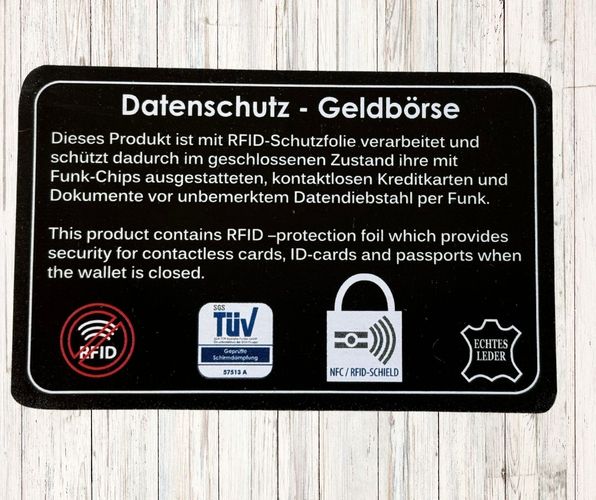 Datenschutz - Geldbörse
Dieses Produkt ist mit RFID-Schutzfolie verarbeitet und
schützt dadurch im geschlossenen Zustand ihre mit
Funk-Chips ausgestatteten, kontaktlosen Kreditkarten und
Dokumente vor unbemerktem Datendiebstahl per Funk.
This product contains RFID –protection foil which provides
security for contactless cards, ID-cards and passports when
the wallet is closed.
RFID
SGS
TÜV
Geprüfte
Schirmdämpfung
57513 A
NFC / RFID-SHIELD
ECHTES
LEDER